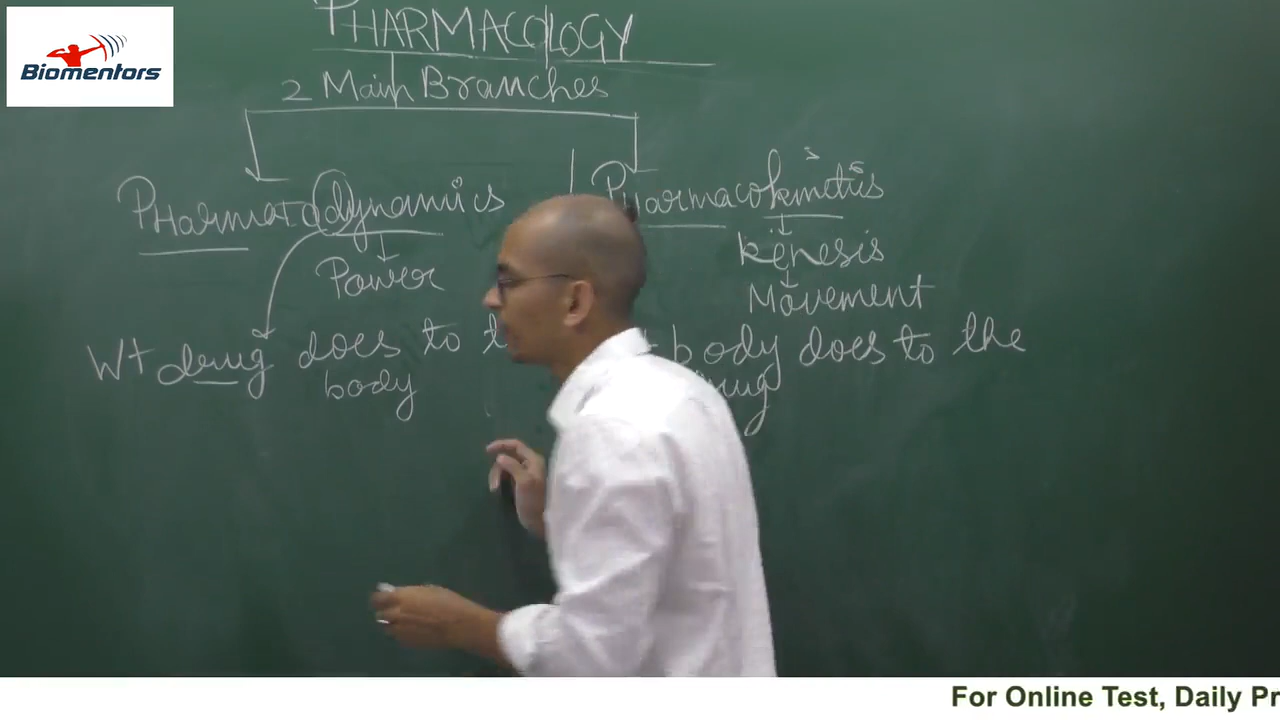 Biomentors
PHARMACOLOGY
2 Main Branches
PHarmacodynamics
Power
Wt drug does to
body
PHarmacokinetics
kenesis
Movement
body does to the
For Online Test, Daily Pr